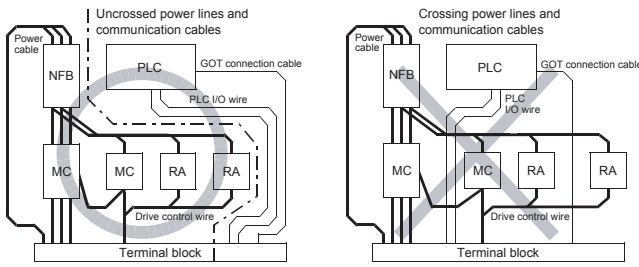 Uncrossed power lines and
communication cables
Power
cable
NFB
PLC
GOT connection cable
PLC I/O wire
MC
MC
RA
RA
Drive control wire
Terminal block
Crossing power lines and
communication cables
Power
cable
NFB
PLC
GOT connection cable
PLC
I/O wire
MC
MC
RA
RA
Drive control wire
Terminal block